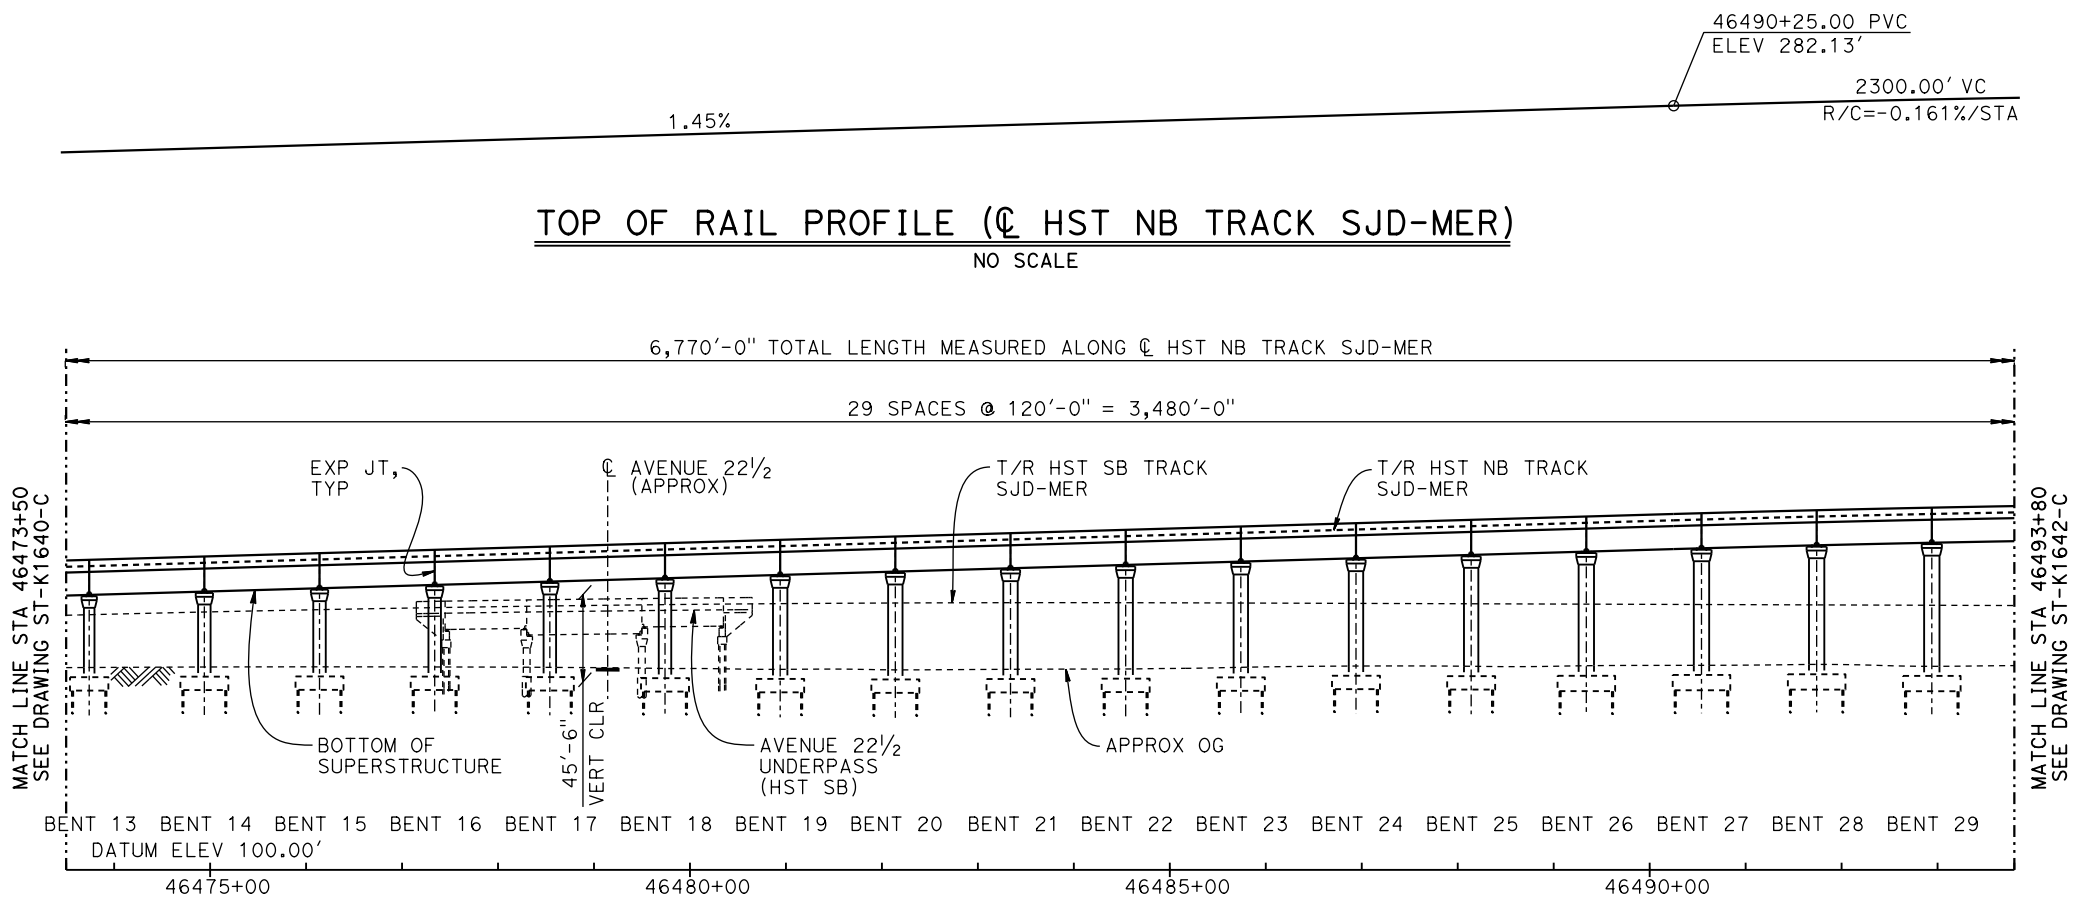 46490+25.00 PVC
ELEV 282.13'
2300.00' VC
R/C=-0.161%/STA
1.45%
TOP OF RAIL PROFILE (℄ HST NB TRACK SJD-MER)
NO SCALE
6,770'-0" TOTAL LENGTH MEASURED ALONG ℄ HST NB TRACK SJD-MER
29 SPACES @ 120'-0" = 3,480'-0"
EXP JT,
TYP
℄ AVENUE 22½
(APPROX)
T/R HST SB TRACK
SJD-MER
T/R HST NB TRACK
SJD-MER
MATCH LINE STA 46473+50
SEE DRAWING ST-K1640-C
MATCH LINE STA 46493+80
SEE DRAWING ST-K1642-C
BOTTOM OF
SUPERSTRUCTURE
45'-6"
VERT CLR
AVENUE 22½
UNDERPASS
(HST SB)
APPROX OG
BENT 13 BENT 14 BENT 15 BENT 16 BENT 17 BENT 18 BENT 19 BENT 20 BENT 21 BENT 22 BENT 23 BENT 24 BENT 25 BENT 26 BENT 27 BENT 28 BENT 29
DATUM ELEV 100.00'
46475+00 46480+00 46485+00 46490+00